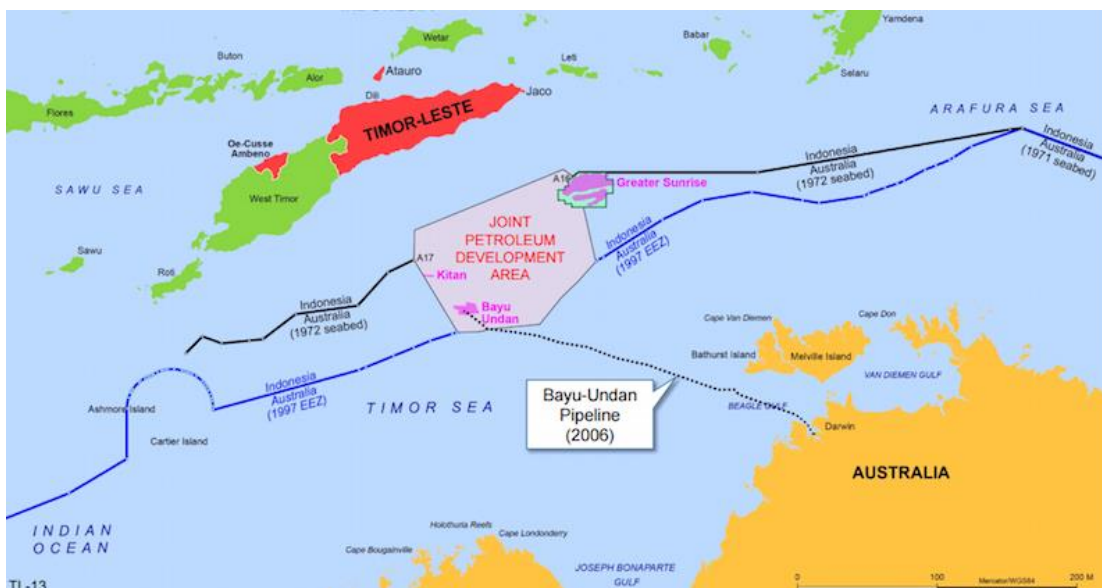 Wetar
Yamdena
Babar
Buton
Alor
Atauro
Leti
Selaru
Flores
Dili
Jaco
TIMOR-LESTE
ARAFURA SEA
Oe-Cusse
Ambeno
Indonesia
Australia
(1972 seabed)
Indonesia
Australia
(1971 seabed)
SAWU SEA
West Timor
A16
Greater Sunrise
JOINT
PETROLEUM
DEVELOPMENT
AREA
Indonesia
Australia
(1997 EEZ)
Sawu
Roti
A17
Kitan
Bayu
Undan
Indonesia
Australia
(1972 seabed)
Cape Van Diemen
Cape Don
Bathurst Island
Melville Island
VAN DIEMEN GULF
Indonesia
Australia
(1997 EEZ)
TIMOR SEA
Ashmore Island
Cartier Island
Bayu-Undan
Pipeline
(2006)
BEAGLE GULF
Darwin
AUSTRALIA
INDIAN
OCEAN
Holothuria Reefs
Cape Londonderry
Cape Bougainville
JOSEPH BONAPARTE
GULF
TL-13
Mercator/WGS84
0
100
200 M